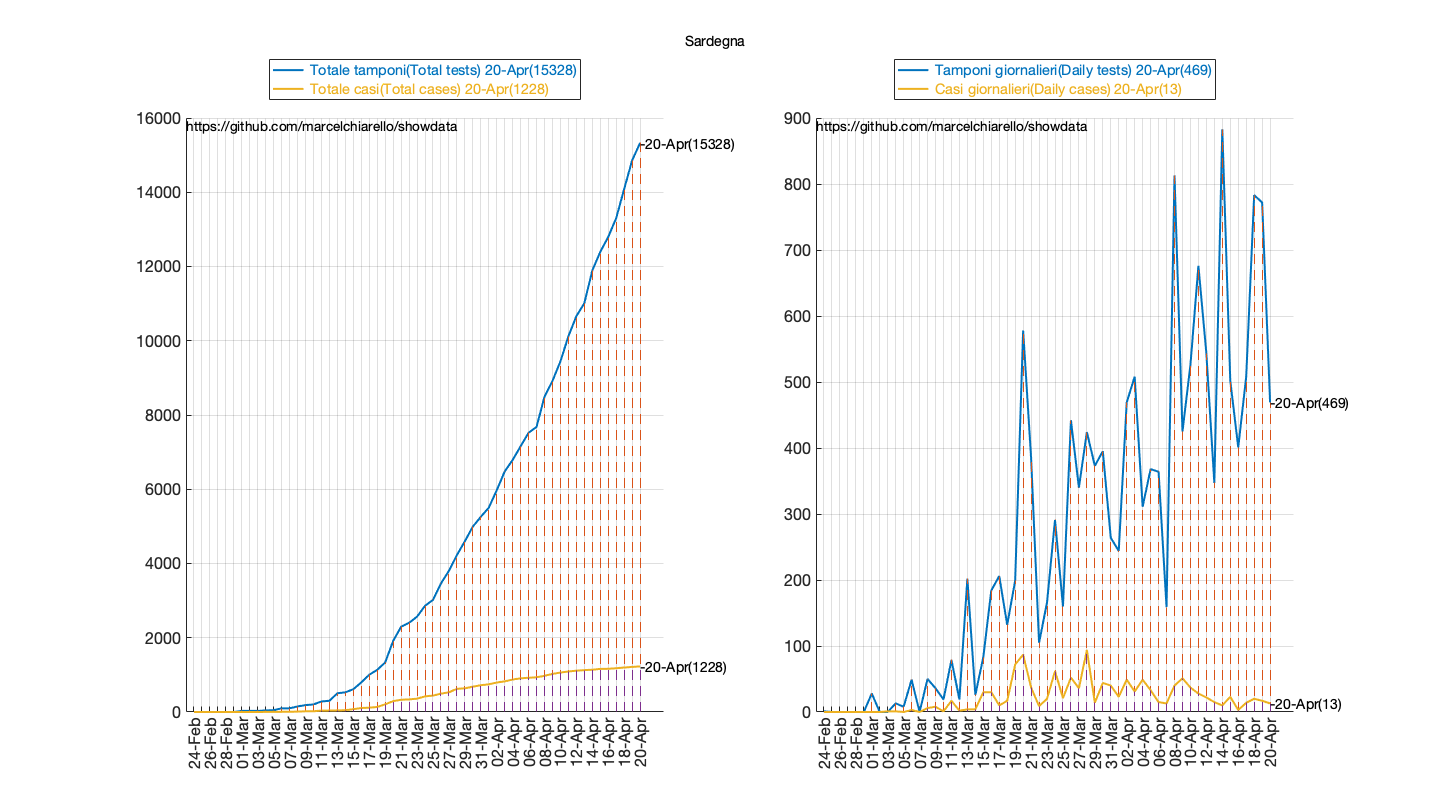 Sardegna
Totale tamponi(Total tests) 20-Apr(15328)
Totale casi(Total cases) 20-Apr(1228)
https://github.com/marcelchiarello/showdata
16000
14000
12000
10000
8000
6000
4000
2000
0
-20-Apr(15328)
-20-Apr(1228)
24-Feb
26-Feb
28-Feb
01-Mar
03-Mar
05-Mar
07-Mar
09-Mar
11-Mar
13-Mar
15-Mar
17-Mar
19-Mar
21-Mar
23-Mar
25-Mar
27-Mar
29-Mar
31-Mar
02-Apr
04-Apr
06-Apr
08-Apr
10-Apr
12-Apr
14-Apr
16-Apr
18-Apr
20-Apr
Tamponi giornalieri(Daily tests) 20-Apr(469)
Casi giornalieri(Daily cases) 20-Apr(13)
https://github.com/marcelchiarello/showdata
900
800
700
600
500
400
300
200
100
0
-20-Apr(469)
-20-Apr(13)
24-Feb
26-Feb
28-Feb
01-Mar
03-Mar
05-Mar
07-Mar
09-Mar
11-Mar
13-Mar
15-Mar
17-Mar
19-Mar
21-Mar
23-Mar
25-Mar
27-Mar
29-Mar
31-Mar
02-Apr
04-Apr
06-Apr
08-Apr
10-Apr
12-Apr
14-Apr
16-Apr
18-Apr
20-Apr